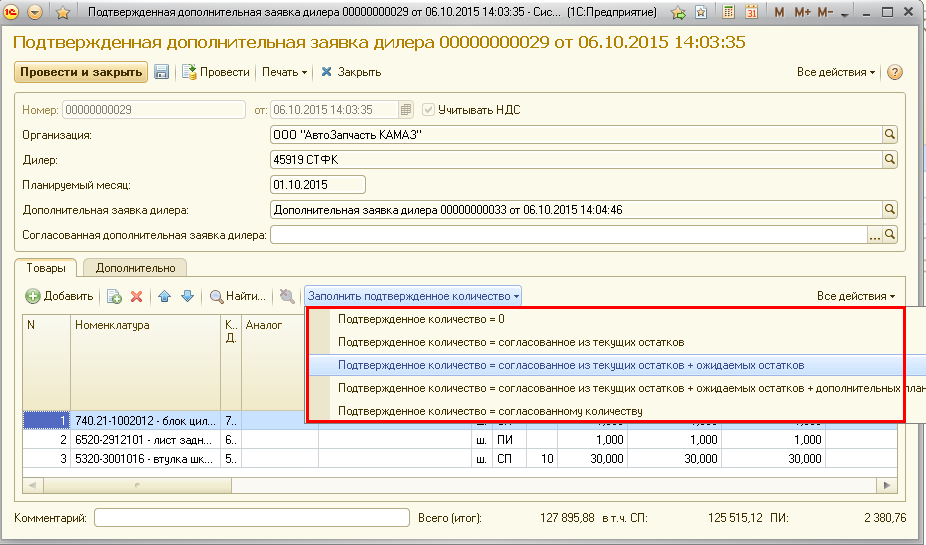 Подтвержденная дополнительная заявка дилера 00000000029 от 06.10.2015 14:03:35 - Сис... (1С:Предприятие) M M+ M-
Подтвержденная дополнительная заявка дилера 00000000029 от 06.10.2015 14:03:35
Провести и закрыть Провести Печать Закрыть Все действия
Номер: 00000000029 от: 06.10.2015 14:03:35 Учитывать НДС
Организация: ООО "АвтоЗапчасть КАМАЗ"
Дилер: 45919 СТФК
Планируемый месяц: 01.10.2015
Дополнительная заявка дилера: Дополнительная заявка дилера 00000000033 от 06.10.2015 14:04:46
Согласованная дополнительная заявка дилера: ...
Товары Дополнительно
Добавить Найти... Заполнить подтвержденное количество Все действия
N Номенклатура К.. Д. Аналог
Подтвержденное количество = 0
Подтвержденное количество = согласованное из текущих остатков
Подтвержденное количество = согласованное из текущих остатков + ожидаемых остатков
Подтвержденное количество = согласованное из текущих остатков + ожидаемых остатков + дополнительных план
Подтвержденное количество = согласованному количеству
1 740.21-1002012 - блок цил... 7..
2 6520-2912101 - лист задн... 6.. ш. ПИ 1,000 1,000 1,000
3 5320-3001016 - втулка шк... 5.. ш. СП 10 30,000 30,000 30,000
Комментарий: Всего (итог): 127 895,88 в т.ч. СП: 125 515,12 ПИ: 2 380,76